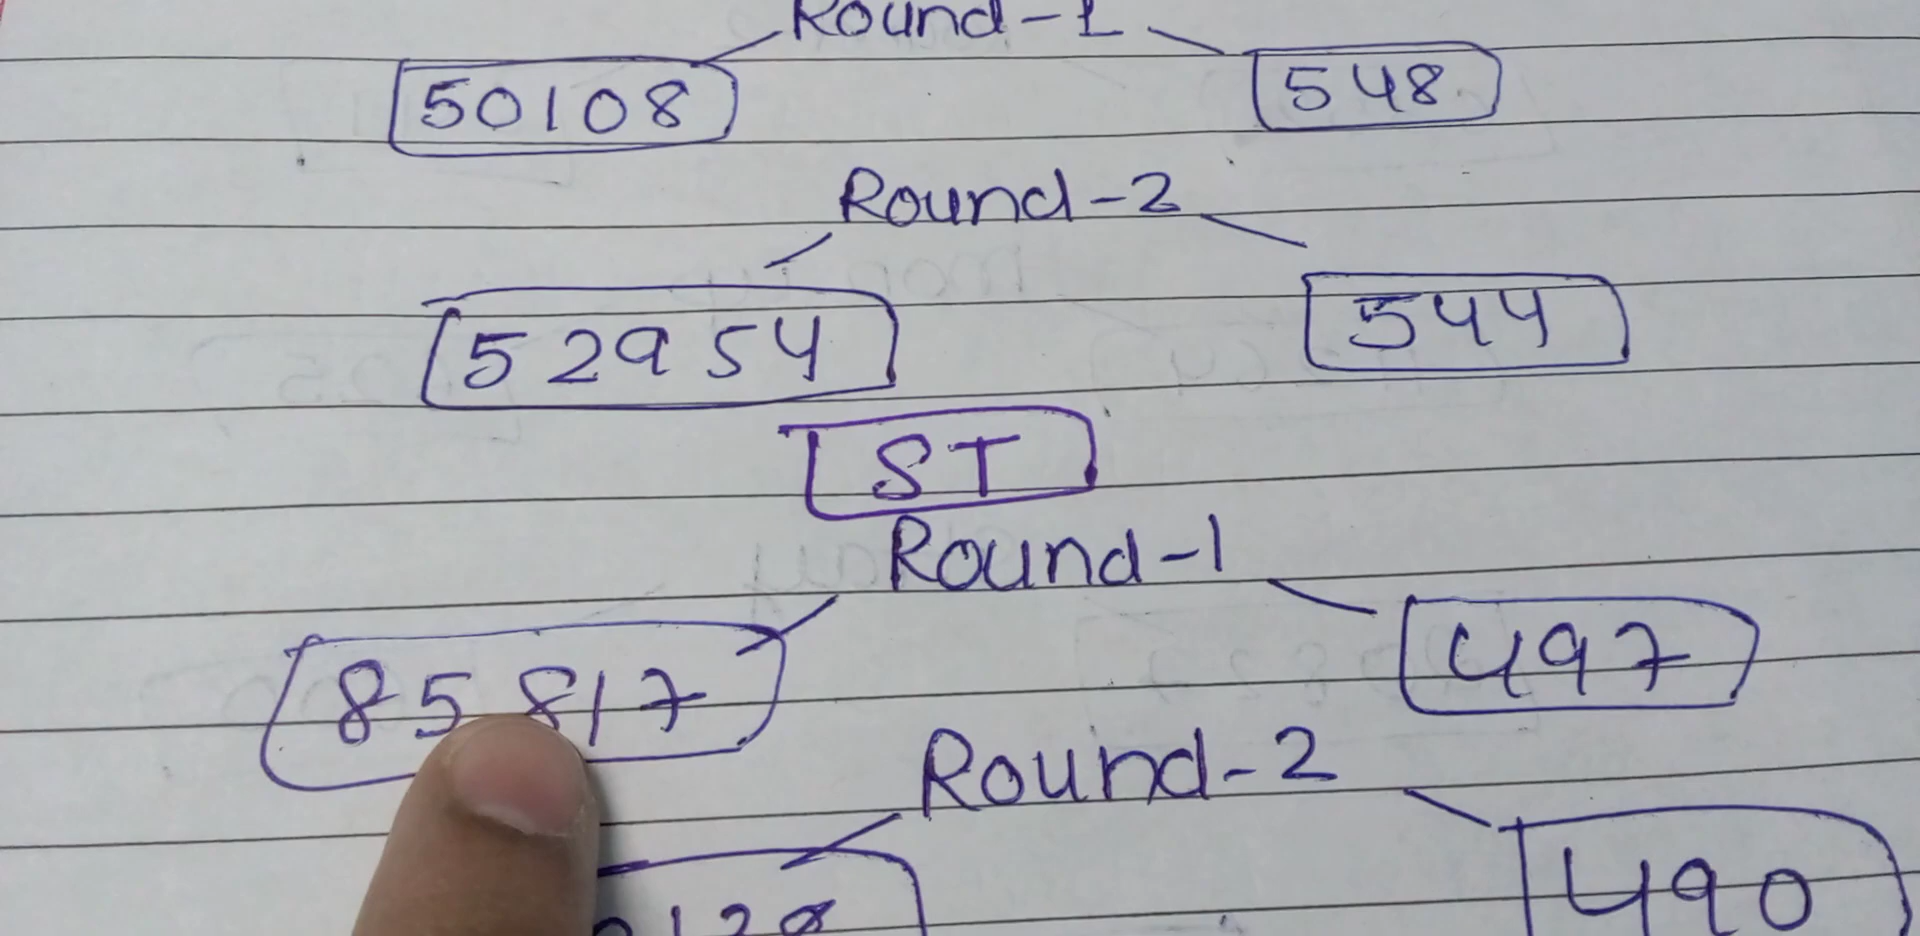 Round-1
50108 548
Round-2
52954 544
ST
Round-1
85817 497
Round-2
490